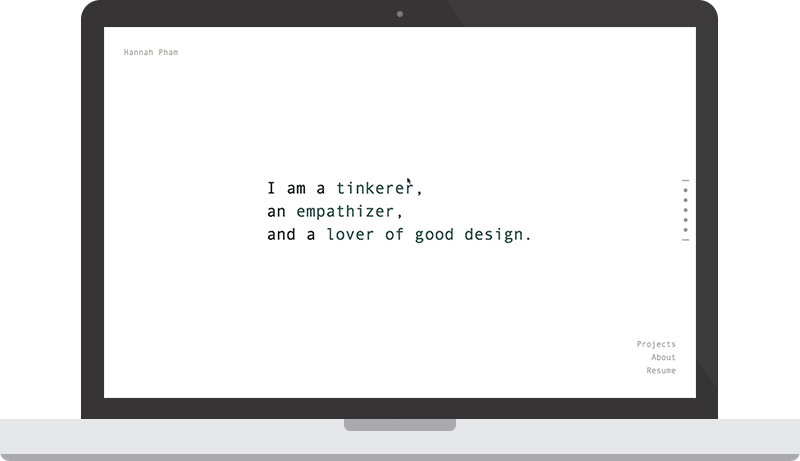 Hannah Pham
I am a tinkerer,
an empathizer,
and a lover of good design.
Projects
About
Resume